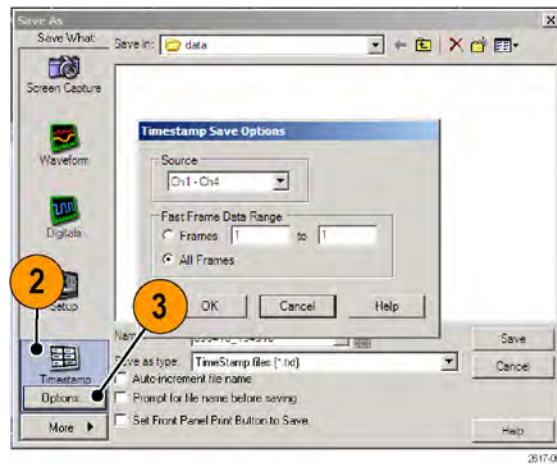 Save As
Save What:
Save in: data
Screen Capture
Waveform
Digitals
Setup
Timestamp
Options...
More
Timestamp Save Options
Source
Ch1 - Ch4
Fast Frame Data Range
Frames 1 to 1
All Frames
OK Cancel Help
2
3
Save
Save as type: TimeStamp files (*.txt)
Cancel
Auto-increment file name
Prompt for file name before saving
Set Front Panel Print Button to Save
Help